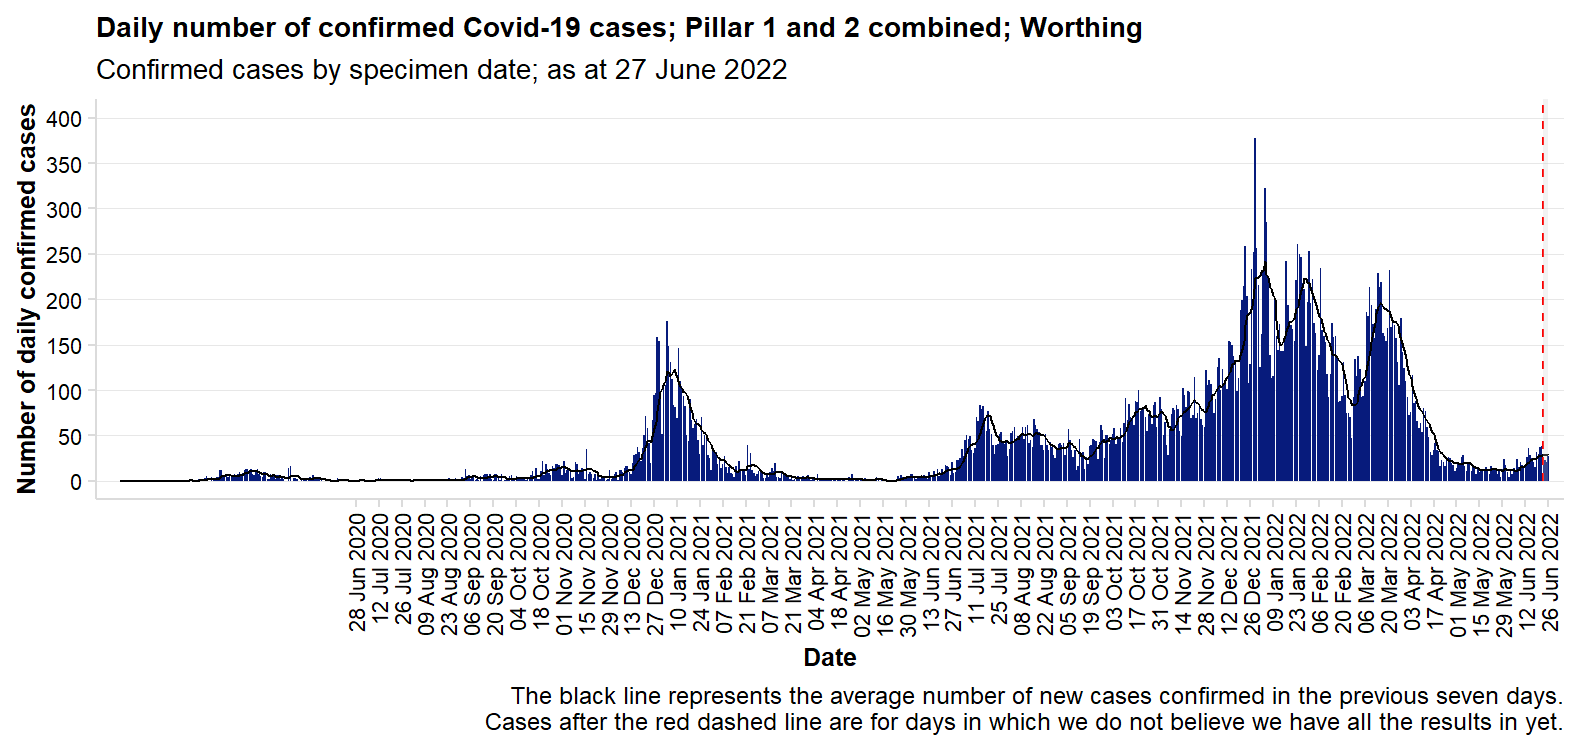 Daily number of confirmed Covid-19 cases; Pillar 1 and 2 combined; Worthing
Confirmed cases by specimen date; as at 27 June 2022
Number of daily confirmed cases
400
350
300
250
200
150
100
50
0
28 Jun 2020
12 Jul 2020
26 Jul 2020
09 Aug 2020
23 Aug 2020
06 Sep 2020
20 Sep 2020
04 Oct 2020
18 Oct 2020
01 Nov 2020
15 Nov 2020
29 Nov 2020
13 Dec 2020
27 Dec 2020
10 Jan 2021
24 Jan 2021
07 Feb 2021
21 Feb 2021
07 Mar 2021
21 Mar 2021
04 Apr 2021
18 Apr 2021
02 May 2021
16 May 2021
30 May 2021
13 Jun 2021
27 Jun 2021
11 Jul 2021
25 Jul 2021
08 Aug 2021
22 Aug 2021
05 Sep 2021
19 Sep 2021
03 Oct 2021
17 Oct 2021
31 Oct 2021
14 Nov 2021
28 Nov 2021
12 Dec 2021
26 Dec 2021
09 Jan 2022
23 Jan 2022
06 Feb 2022
20 Feb 2022
06 Mar 2022
20 Mar 2022
03 Apr 2022
17 Apr 2022
01 May 2022
15 May 2022
29 May 2022
12 Jun 2022
26 Jun 2022
Date
The black line represents the average number of new cases confirmed in the previous seven days.
Cases after the red dashed line are for days in which we do not believe we have all the results in yet.